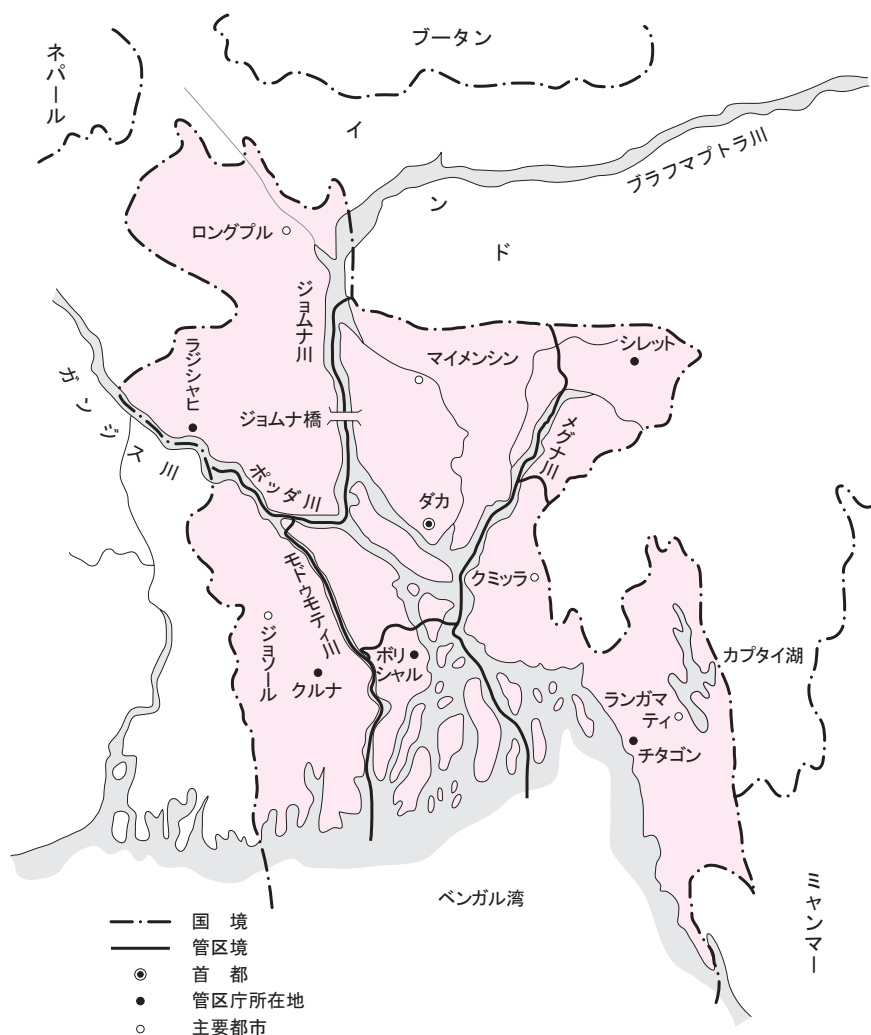 ネパール
ブータン
インド
ブラフマプトラ川
ロングプル
ジョムナ川
ラジシャヒ
マイメンシン
シレット
ガンジス川
ジョムナ橋
メグナ川
ポッダ川
ダカ
モドゥモティ川
クミッラ
ジョソール
ボリ
シャル
クルナ
カプタイ湖
ランガマ
ティ
チタゴン
ベンガル湾
ミャンマー
国 境
管区境
首 都
管区庁所在地
主要都市